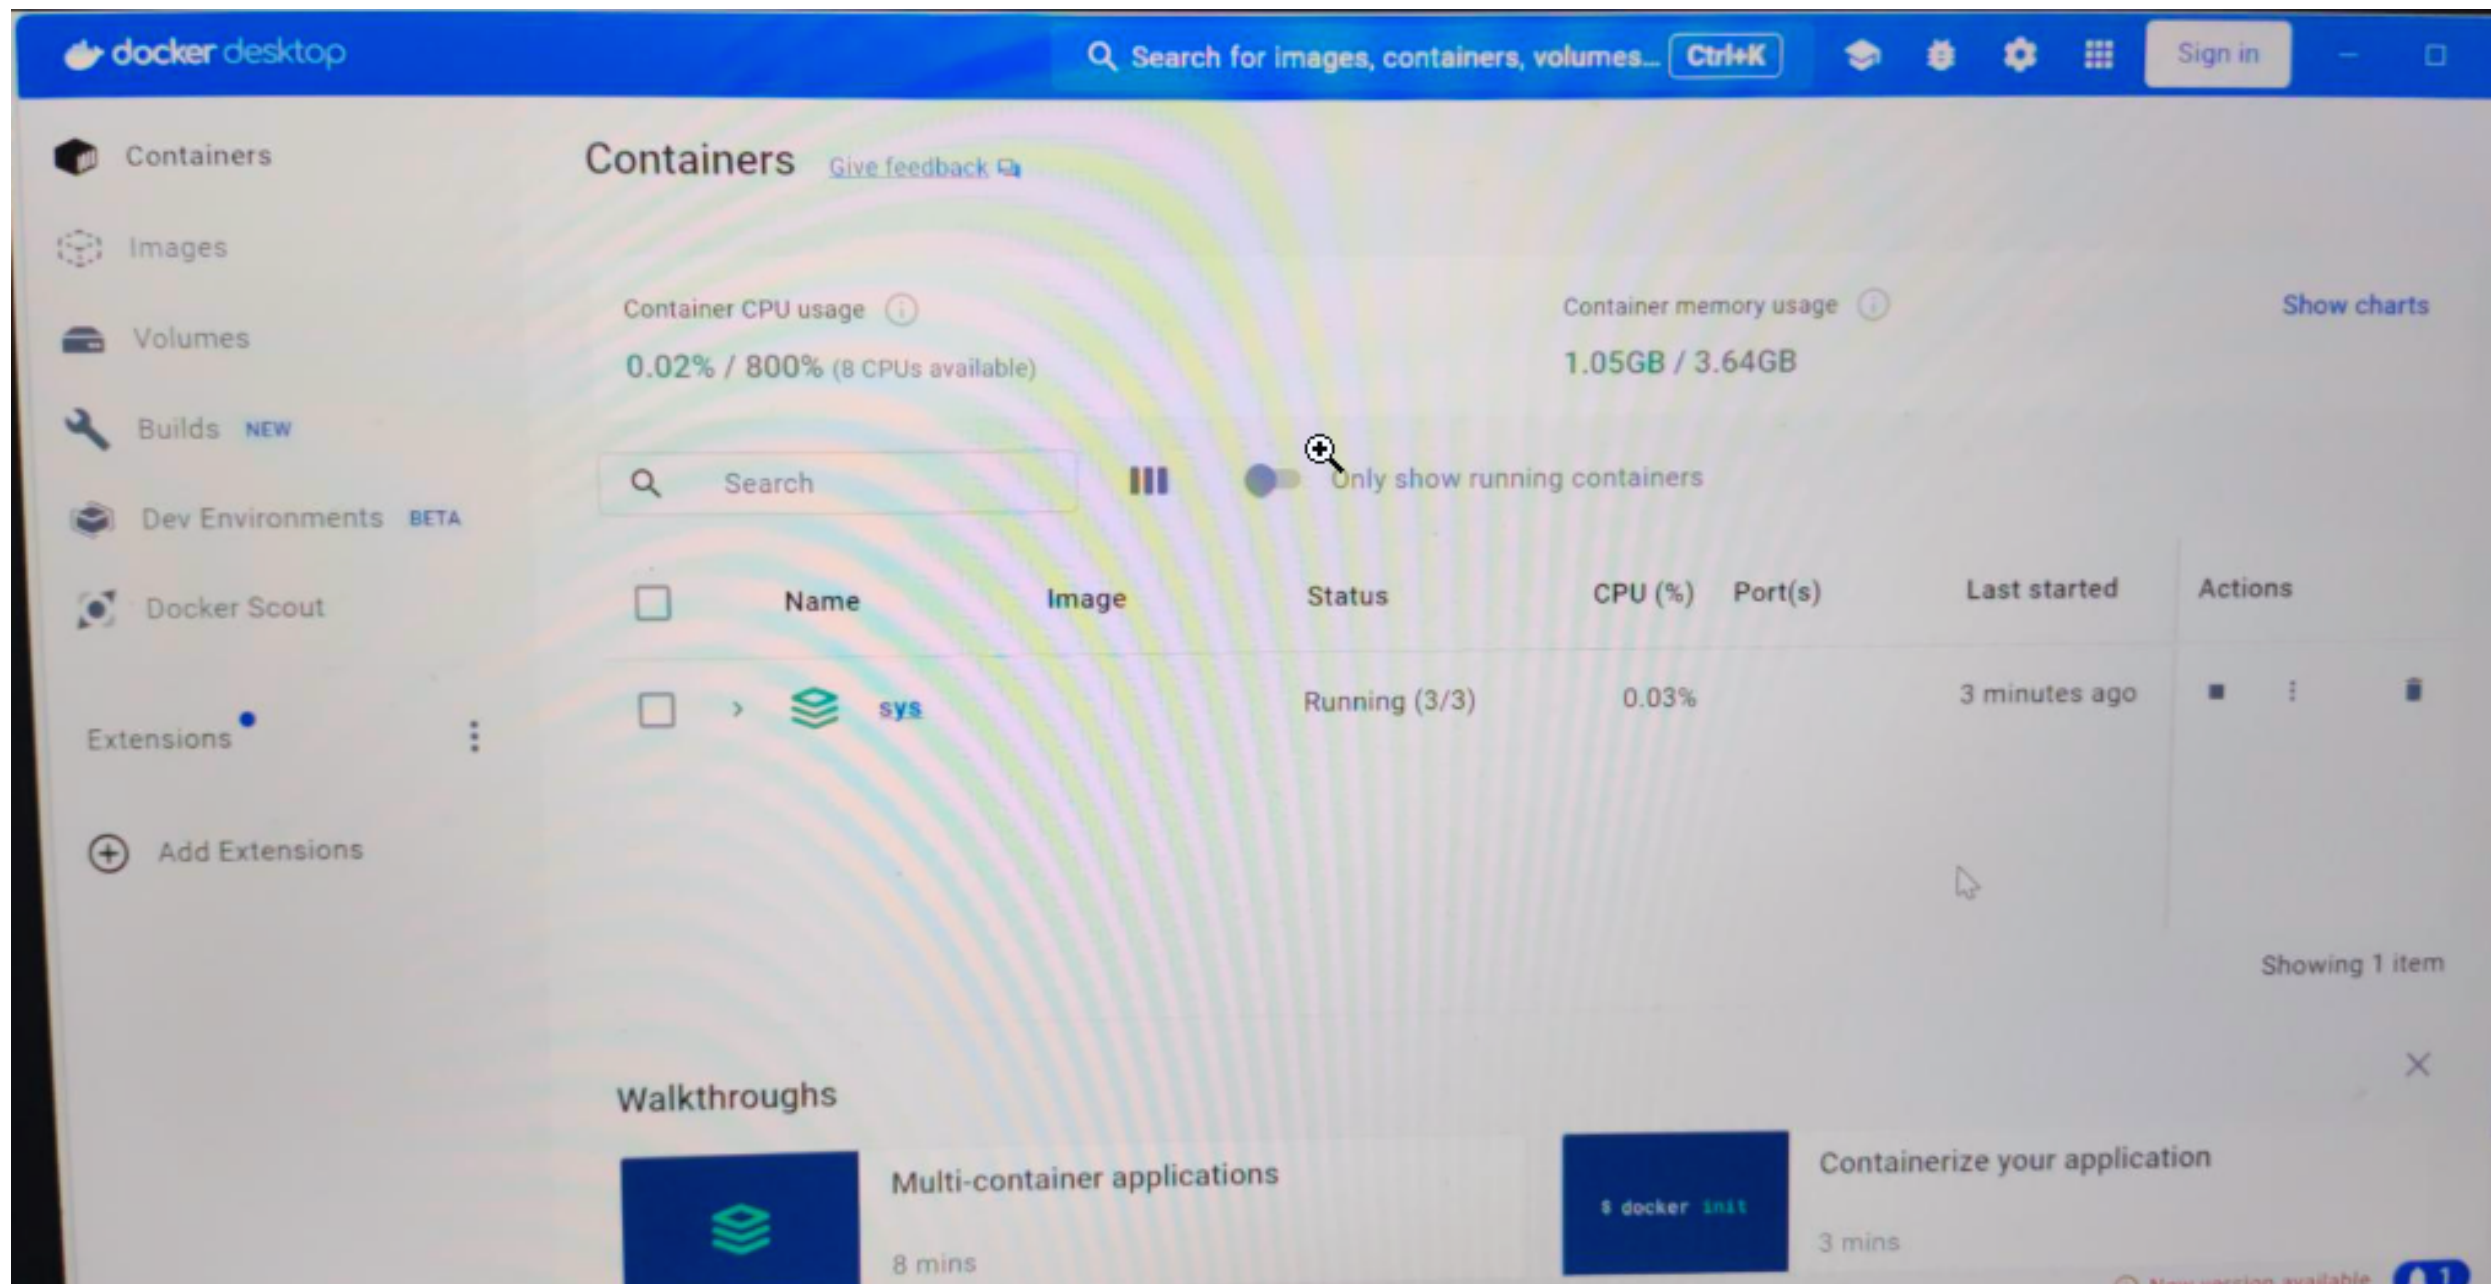 docker desktop
Search for images, containers, volumes... Ctrl+K
Sign in
Containers
Images
Volumes
Builds NEW
Dev Environments BETA
Docker Scout
Extensions
Add Extensions
Containers Give feedback
Container CPU usage
0.02% / 800% (8 CPUs available)
Container memory usage
1.05GB / 3.64GB
Show charts
Search
Only show running containers
Name Image Status CPU (%) Port(s) Last started Actions
sys Running (3/3) 0.03% 3 minutes ago
Showing 1 item
Walkthroughs
Multi-container applications
8 mins
$ docker init
Containerize your application
3 mins
New version available
1